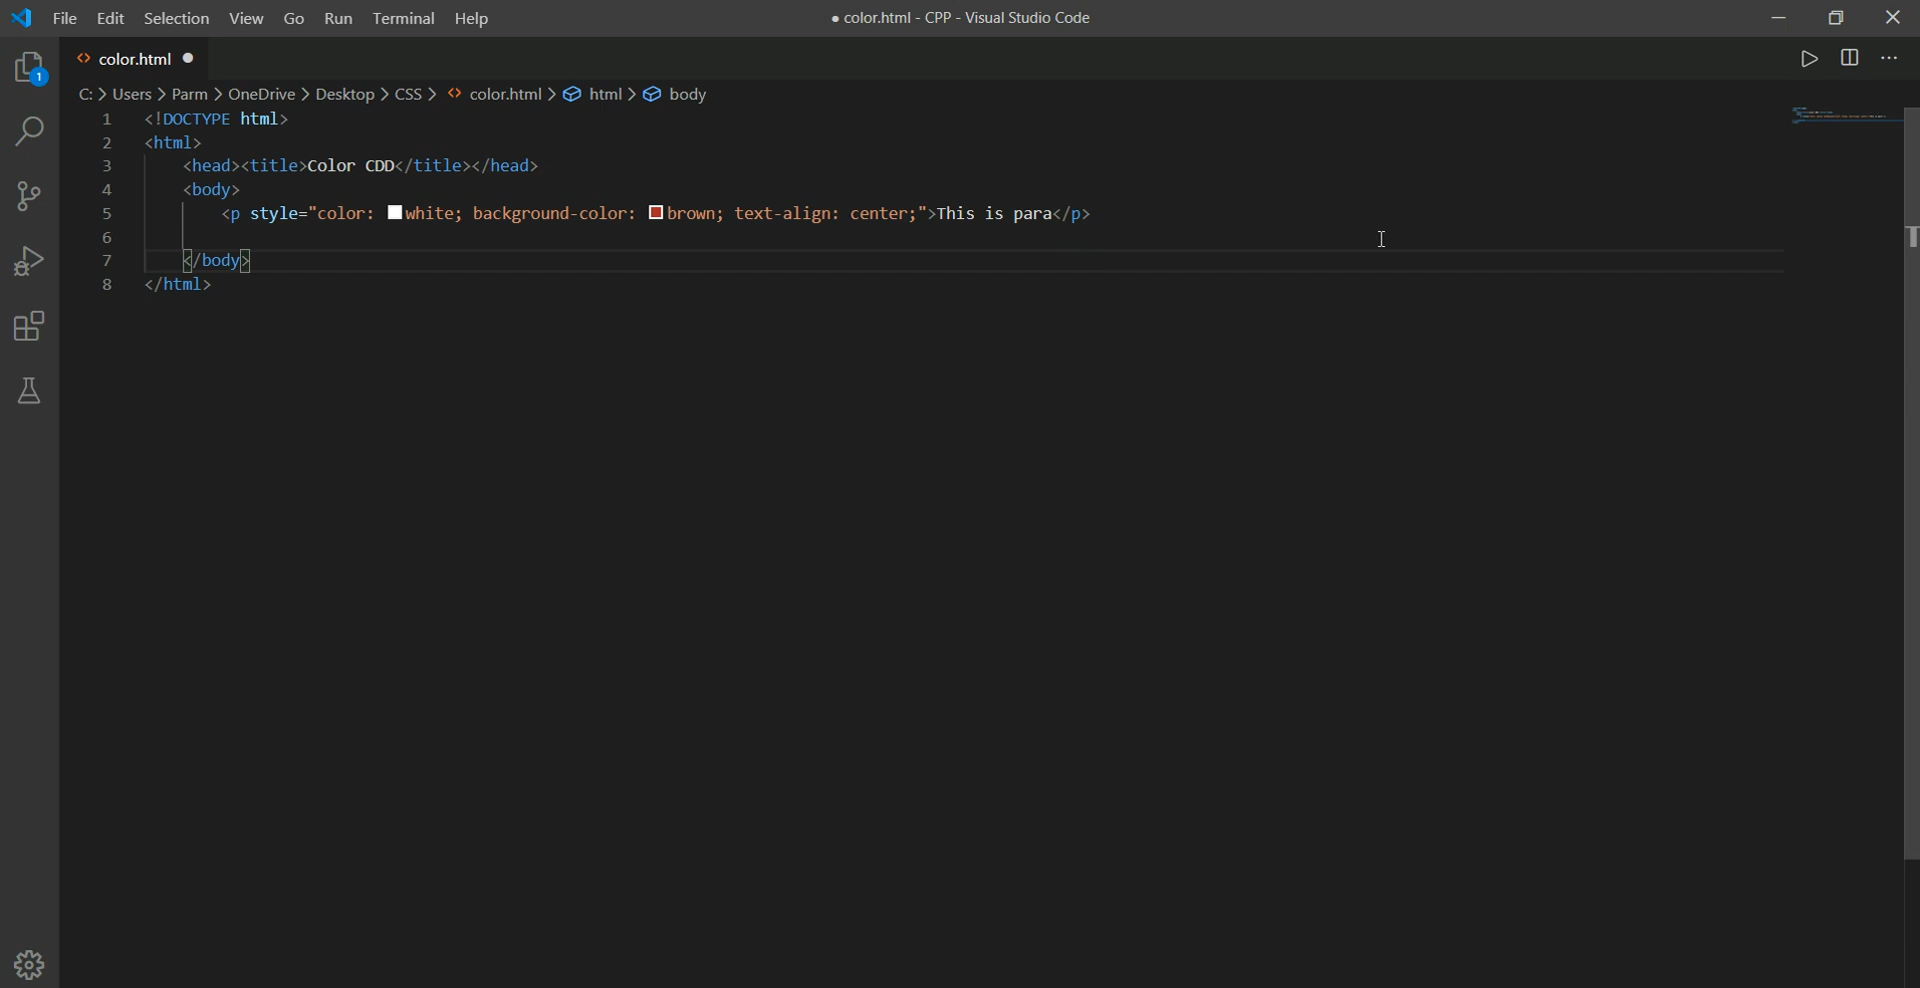 File Edit Selection View Go Run Terminal Help
● color.html - CPP - Visual Studio Code
<> color.html ●
1
C: > Users > Parm > OneDrive > Desktop > CSS > <> color.html > html > body
1 <!DOCTYPE html>
2 <html>
3     <head><title>Color CDD</title></head>
4     <body>
5         <p style="color: white; background-color: brown; text-align: center;">This is para</p>
6
7     </body>
8 </html>